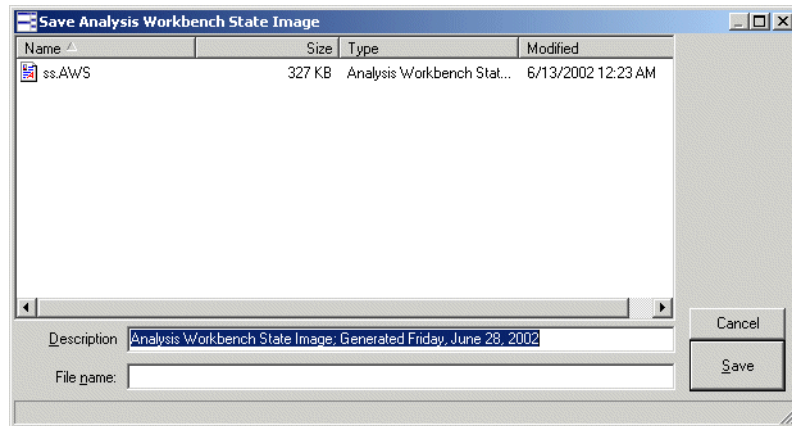 Save Analysis Workbench State Image
Name Size Type Modified
ss.AWS 327 KB Analysis Workbench Stat... 6/13/2002 12:23 AM
Cancel
Description Analysis Workbench State Image; Generated Friday, June 28, 2002
File name:
Save